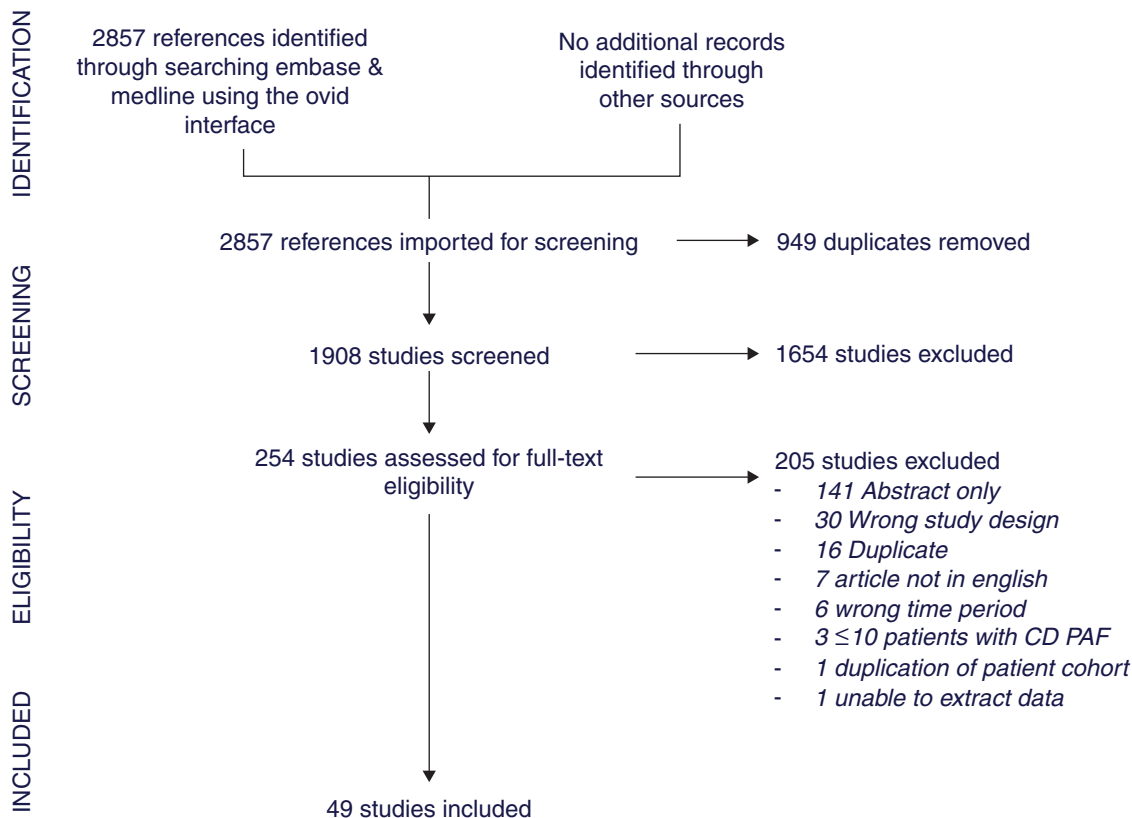 IDENTIFICATION
2857 references identified
through searching embase &
medline using the ovid
interface
No additional records
identified through
other sources
2857 references imported for screening
949 duplicates removed
SCREENING
1908 studies screened
1654 studies excluded
ELIGIBILITY
254 studies assessed for full-text
eligibility
205 studies excluded
- 141 Abstract only
- 30 Wrong study design
- 16 Duplicate
- 7 article not in english
- 6 wrong time period
- 3 ≤10 patients with CD PAF
- 1 duplication of patient cohort
- 1 unable to extract data
INCLUDED
49 studies included